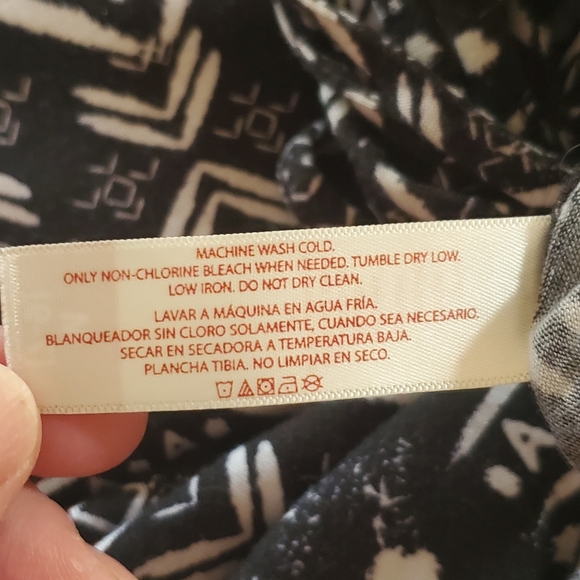 MACHINE WASH COLD.
ONLY NON-CHLORINE BLEACH WHEN NEEDED. TUMBLE DRY LOW.
LOW IRON. DO NOT DRY CLEAN.
LAVAR A MÁQUINA EN AGUA FRÍA.
BLANQUEADOR SIN CLORO SOLAMENTE, CUANDO SEA NECESARIO.
SECAR EN SECADORA A TEMPERATURA BAJA.
PLANCHA TIBIA. NO LIMPIAR EN SECO.